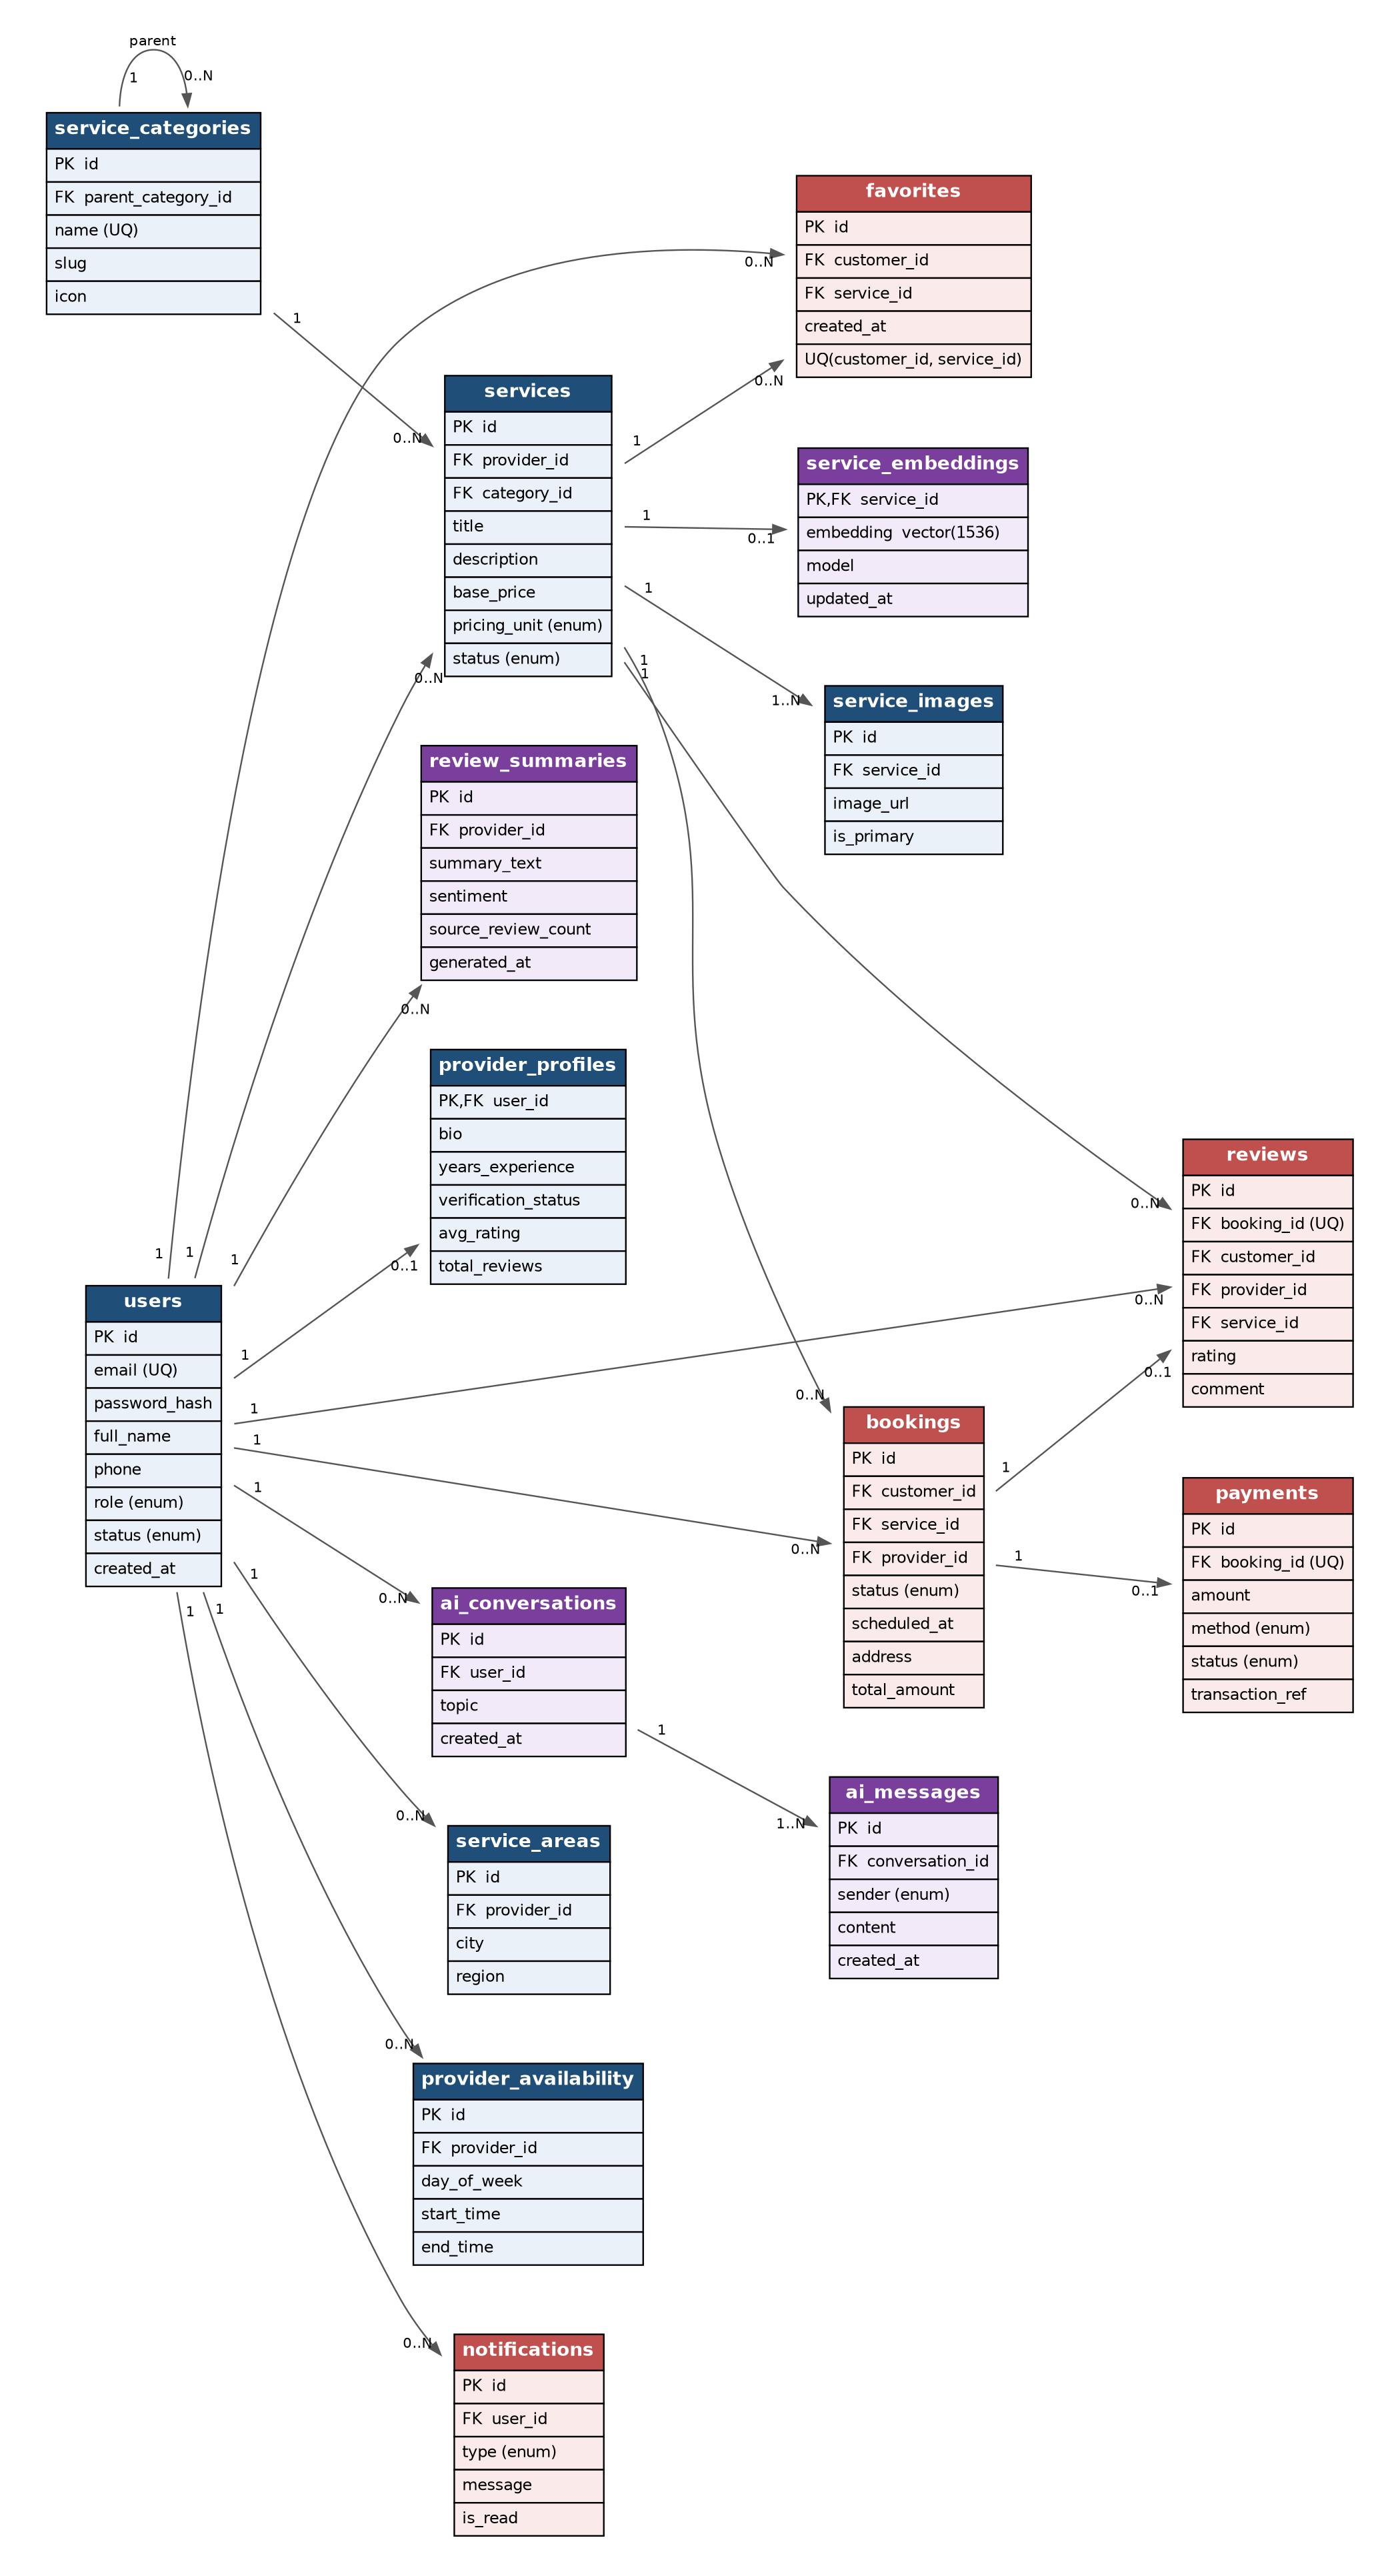 parent
1
0..N
service_categories
PK id
FK parent_category_id
name (UQ)
slug
icon
1
0..N
favorites
PK id
FK customer_id
FK service_id
created_at
UQ(customer_id, service_id)
0..N
0..N
services
PK id
FK provider_id
FK category_id
title
description
base_price
pricing_unit (enum)
status (enum)
1
1
1
1
1
0..N
service_embeddings
PK,FK service_id
embedding vector(1536)
model
updated_at
0..1
service_images
PK id
FK service_id
image_url
is_primary
1..N
review_summaries
PK id
FK provider_id
summary_text
sentiment
source_review_count
generated_at
0..N
provider_profiles
PK,FK user_id
bio
years_experience
verification_status
avg_rating
total_reviews
0..1
reviews
PK id
FK booking_id (UQ)
FK customer_id
FK provider_id
FK service_id
rating
comment
0..N
0..N
0..1
1
1
1
users
PK id
email (UQ)
password_hash
full_name
phone
role (enum)
status (enum)
created_at
1
1
1
1
1
1
1
bookings
PK id
FK customer_id
FK service_id
FK provider_id
status (enum)
scheduled_at
address
total_amount
0..N
0..N
1
1
payments
PK id
FK booking_id (UQ)
amount
method (enum)
status (enum)
transaction_ref
0..1
ai_conversations
PK id
FK user_id
topic
created_at
0..N
1
ai_messages
PK id
FK conversation_id
sender (enum)
content
created_at
1..N
service_areas
PK id
FK provider_id
city
region
0..N
provider_availability
PK id
FK provider_id
day_of_week
start_time
end_time
0..N
notifications
PK id
FK user_id
type (enum)
message
is_read
0..N